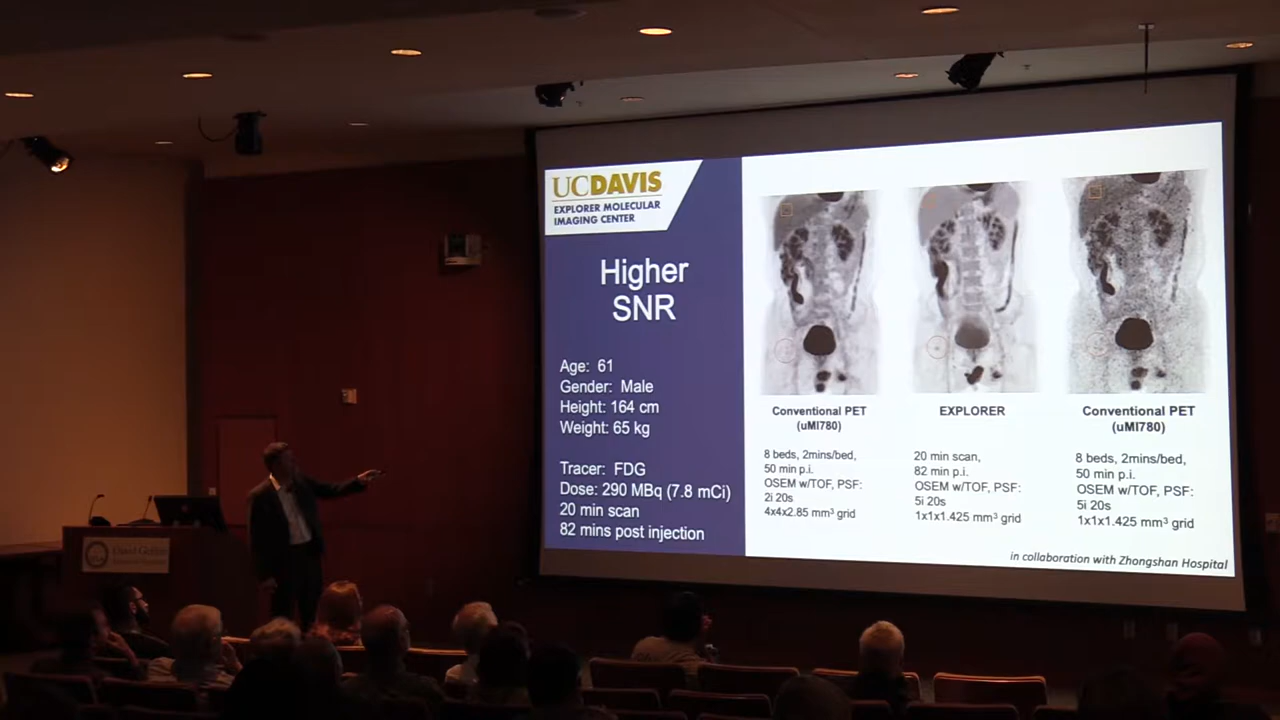 UCDAVIS
EXPLORER MOLECULAR
IMAGING CENTER
Higher
SNR
Age: 61
Gender: Male
Height: 164 cm
Weight: 65 kg
Tracer: FDG
Dose: 290 MBq (7.8 mCi)
20 min scan
82 mins post injection
Conventional PET
(uMI780)
8 beds, 2mins/bed,
50 min p.i.
OSEM w/TOF, PSF:
2i 20s
4x4x2.85 mm³ grid
EXPLORER
20 min scan,
82 min p.i.
OSEM w/TOF, PSF:
5i 20s
1x1x1.425 mm³ grid
Conventional PET
(uMI780)
8 beds, 2mins/bed,
50 min p.i.
OSEM w/TOF, PSF:
5i 20s
1x1x1.425 mm³ grid
in collaboration with Zhongshan Hospital
David Geffen